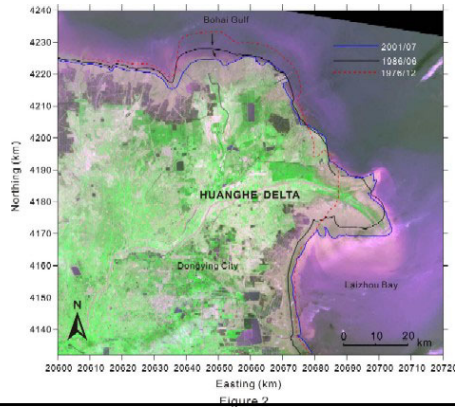 Bohai Gulf
4240
4230
4220
4210
4200
4190
4180
4170
4160
4150
4140
Northing (km)
2001/07
1986/06
1976/12
HUANGHE DELTA
Dongying City
Laizhou Bay
N
0 10 20 km
20600 20610 20620 20630 20640 20650 20660 20670 20680 20690 20700 20710 20720
Easting (km)
Figure 2